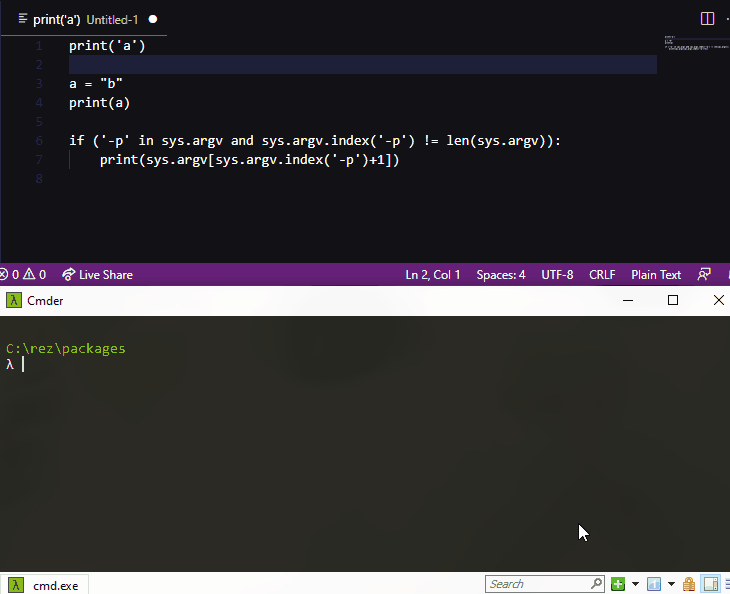 print('a') Untitled-1
1 print('a')
2
3 a = "b"
4 print(a)
5
6 if ('-p' in sys.argv and sys.argv.index('-p') != len(sys.argv)):
7 print(sys.argv[sys.argv.index('-p')+1])
8
0 0 Live Share Ln 2, Col 1 Spaces: 4 UTF-8 CRLF Plain Text
λ Cmder
C:\rez\packages
λ
λ cmd.exe Search